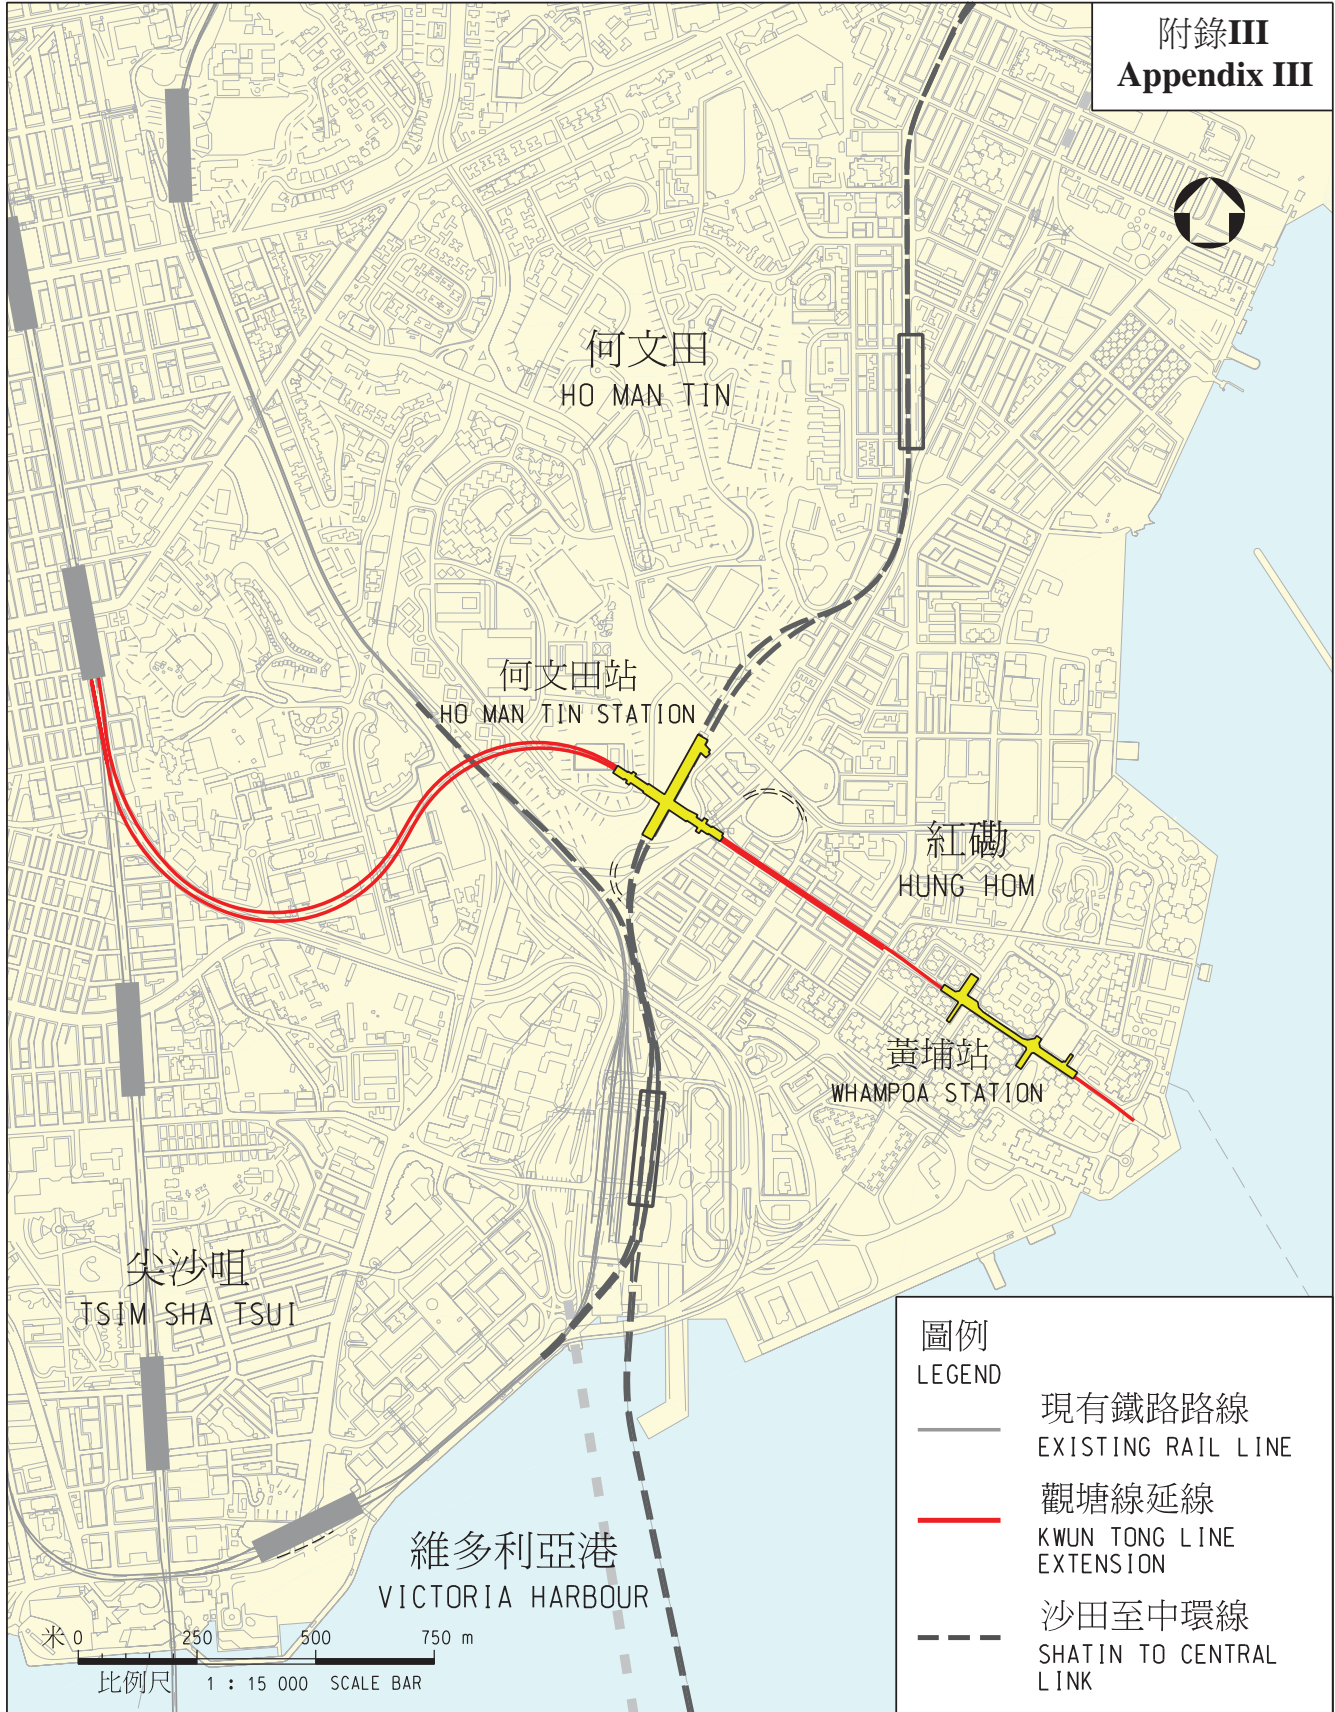 附錄III
Appendix III
何文田
HO MAN TIN
何文田站
HO MAN TIN STATION
紅磡
HUNG HOM
黃埔站
WHAMPOA STATION
尖沙咀
TSIM SHA TSUI
維多利亞港
VICTORIA HARBOUR
米 0 250 500 750 m
比例尺 1 : 15 000 SCALE BAR
圖例
LEGEND
現有鐵路路線
EXISTING RAIL LINE
觀塘線延線
KWUN TONG LINE
EXTENSION
沙田至中環線
SHATIN TO CENTRAL
LINK